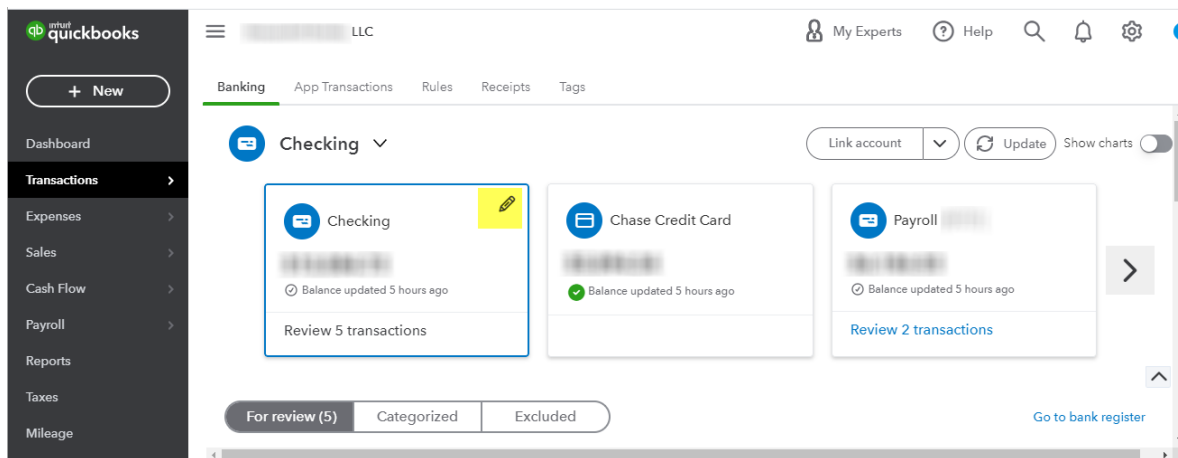 intuit
quickbooks
LLC
My Experts
Help
+ New
Banking
App Transactions
Rules
Receipts
Tags
Dashboard
Transactions
Expenses
Sales
Cash Flow
Payroll
Reports
Taxes
Mileage
Checking
Link account
Update
Show charts
Checking
Balance updated 5 hours ago
Review 5 transactions
Chase Credit Card
Balance updated 5 hours ago
Payroll
Balance updated 5 hours ago
Review 2 transactions
For review (5)
Categorized
Excluded
Go to bank register